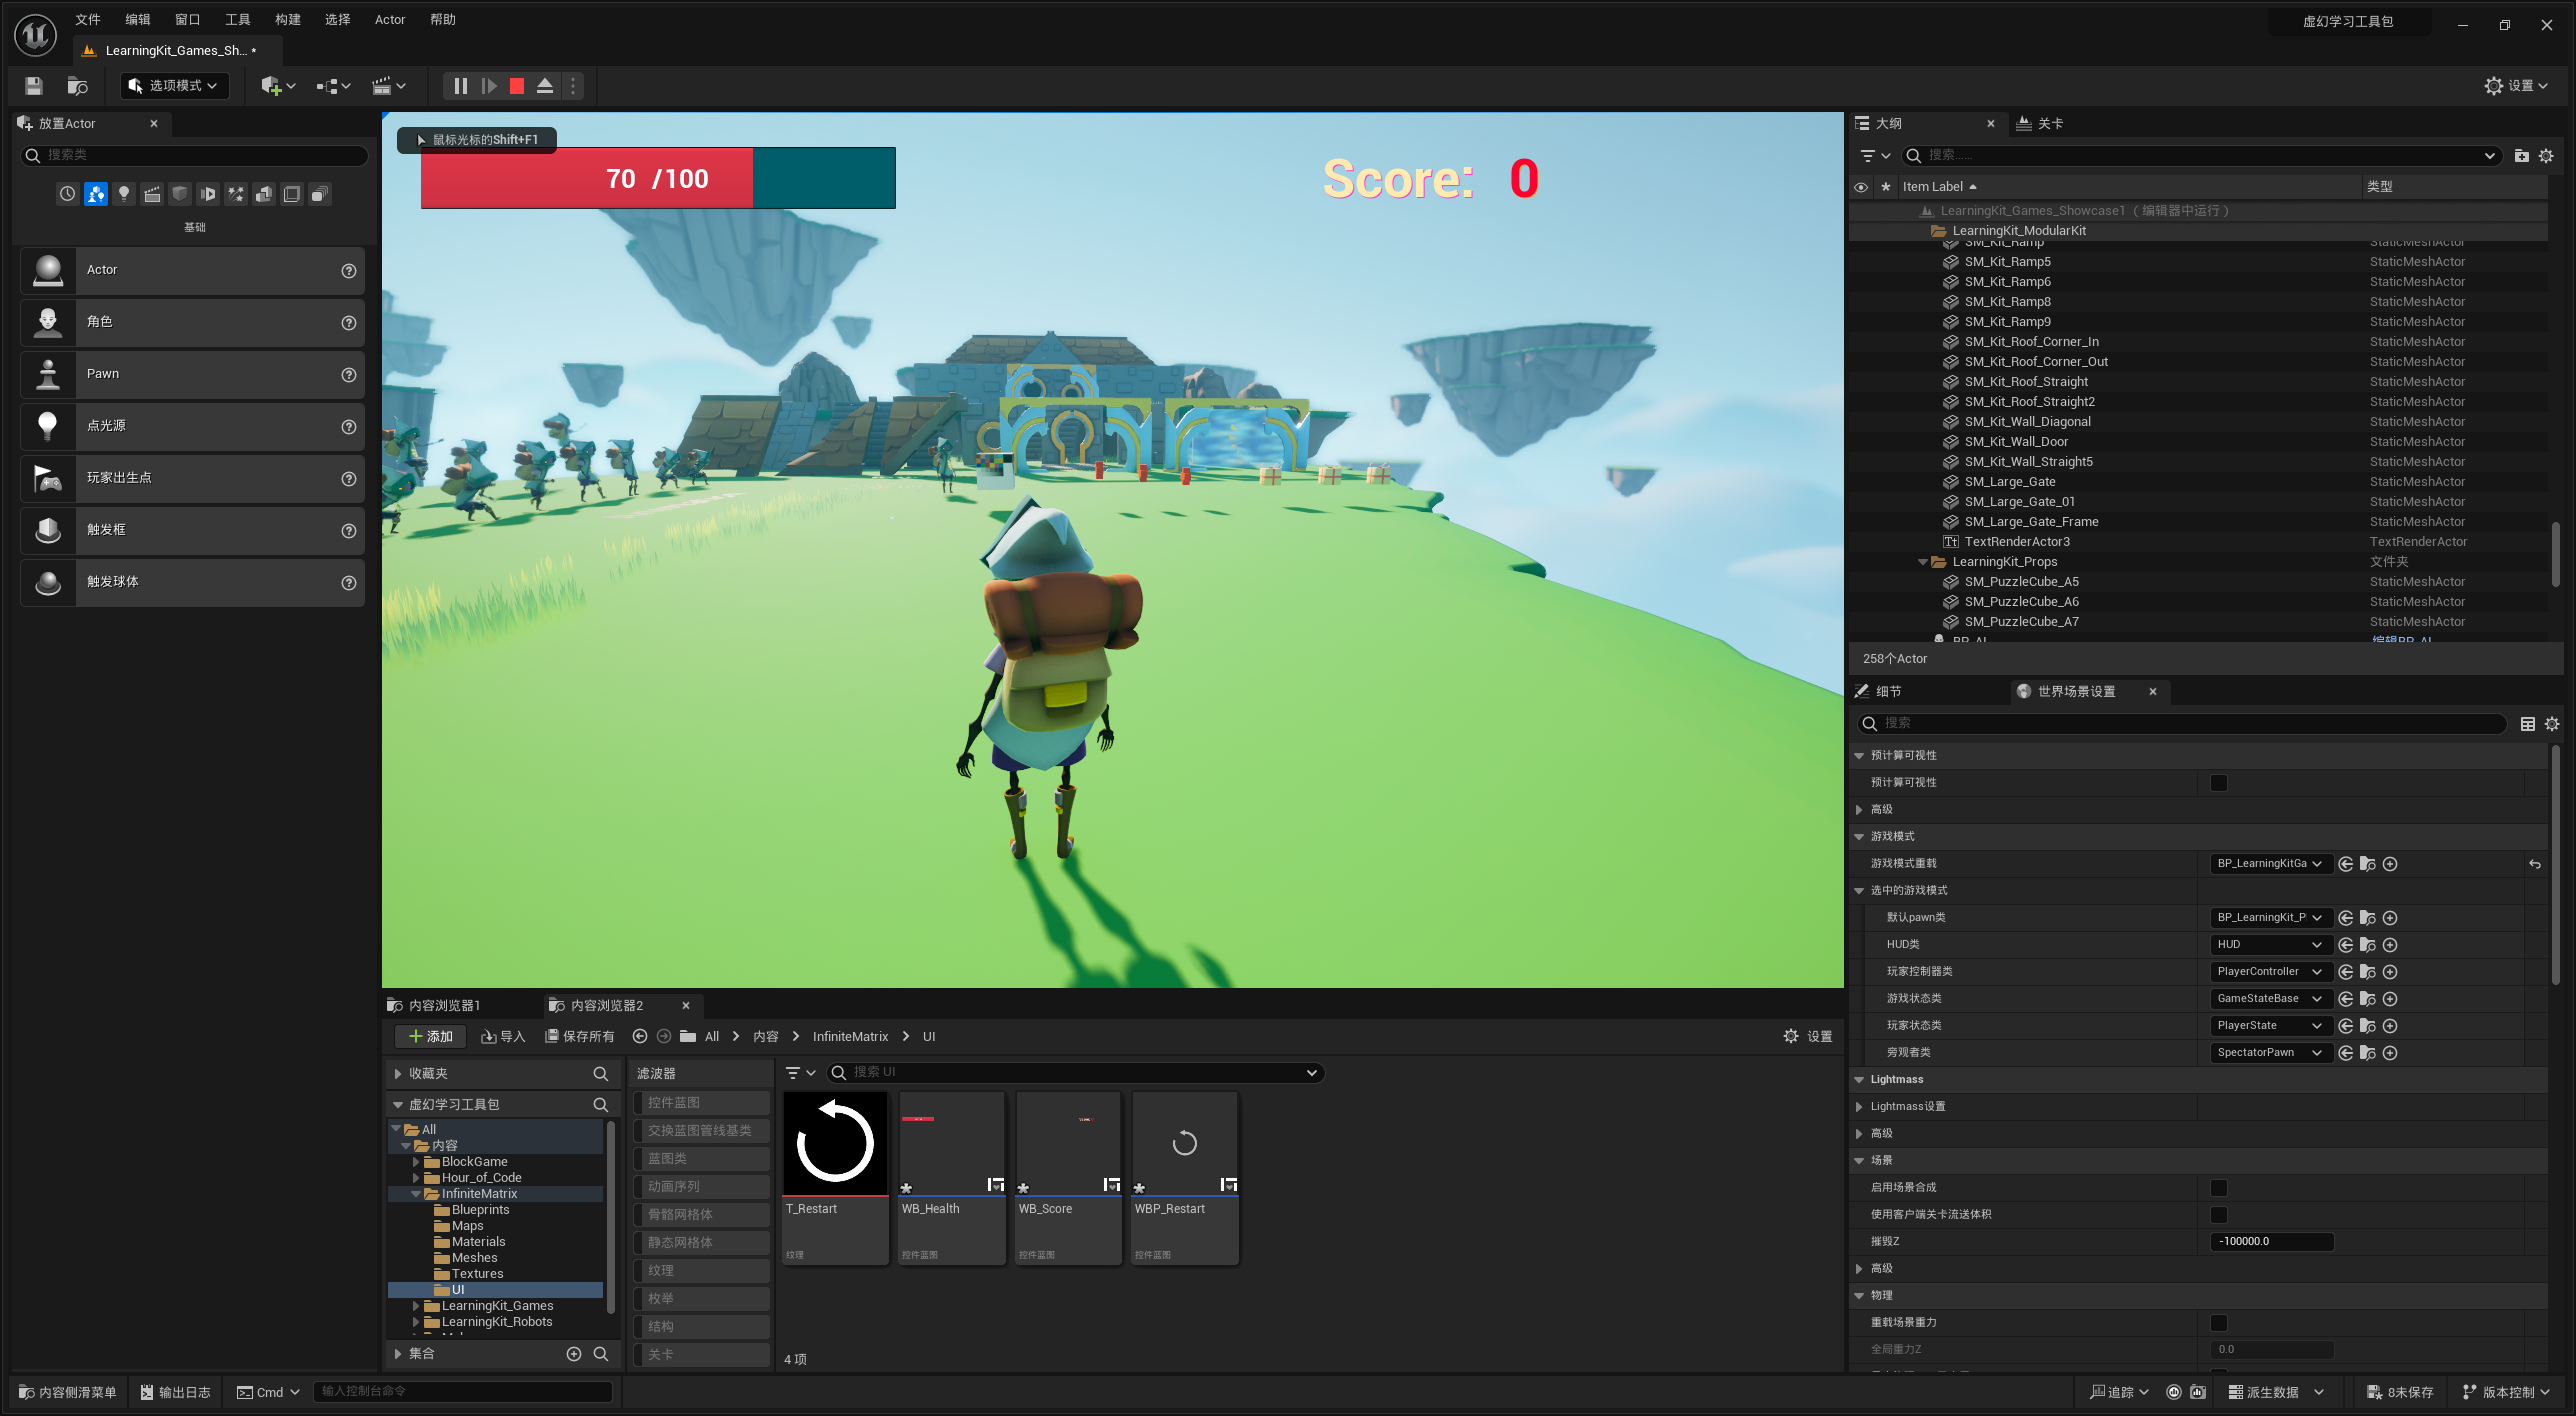 文件 编辑 窗口 工具 构建 选择 Actor 帮助
虚幻学习工具包
LearningKit_Games_Sh... *
选项模式
设置
放置Actor
搜索类
基础
Actor
角色
Pawn
点光源
玩家出生点
触发框
触发球体
鼠标光标的Shift+F1
70 /100
Score: 0
大纲
关卡
搜索......
Item Label
类型
LearningKit_Games_Showcase1（编辑器中运行）
LearningKit_ModularKit
SM_Kit_Ramp StaticMeshActor
SM_Kit_Ramp5 StaticMeshActor
SM_Kit_Ramp6 StaticMeshActor
SM_Kit_Ramp8 StaticMeshActor
SM_Kit_Ramp9 StaticMeshActor
SM_Kit_Roof_Corner_In StaticMeshActor
SM_Kit_Roof_Corner_Out StaticMeshActor
SM_Kit_Roof_Straight StaticMeshActor
SM_Kit_Roof_Straight2 StaticMeshActor
SM_Kit_Wall_Diagonal StaticMeshActor
SM_Kit_Wall_Door StaticMeshActor
SM_Kit_Wall_Straight5 StaticMeshActor
SM_Large_Gate StaticMeshActor
SM_Large_Gate_01 StaticMeshActor
SM_Large_Gate_Frame StaticMeshActor
TextRenderActor3 TextRenderActor
LearningKit_Props 文件夹
SM_PuzzleCube_A5 StaticMeshActor
SM_PuzzleCube_A6 StaticMeshActor
SM_PuzzleCube_A7 StaticMeshActor
BP_AI 编辑BP_AI
258个Actor
细节
世界场景设置
搜索
预计算可视性
预计算可视性
高级
游戏模式
游戏模式重载 BP_LearningKitGa
选中的游戏模式
默认pawn类 BP_LearningKit_P
HUD类 HUD
玩家控制器类 PlayerController
游戏状态类 GameStateBase
玩家状态类 PlayerState
旁观者类 SpectatorPawn
Lightmass
Lightmass设置
高级
场景
启用场景合成
使用客户端关卡流送体积
摧毁Z -100000.0
高级
物理
重载场景重力
全局重力Z 0.0
内容浏览器1
内容浏览器2
添加 导入 保存所有 All 内容 InfiniteMatrix UI
设置
收藏夹
虚幻学习工具包
All
内容
BlockGame
Hour_of_Code
InfiniteMatrix
Blueprints
Maps
Materials
Meshes
Textures
UI
LearningKit_Games
LearningKit_Robots
集合
滤波器
控件蓝图
交换蓝图管线基类
蓝图类
动画序列
骨骼网格体
静态网格体
纹理
枚举
结构
关卡
搜索 UI
T_Restart
纹理
WB_Health
控件蓝图
WB_Score
控件蓝图
WBP_Restart
控件蓝图
4 项
内容侧滑菜单 输出日志 Cmd 输入控制台命令
追踪 派生数据 8未保存 版本控制